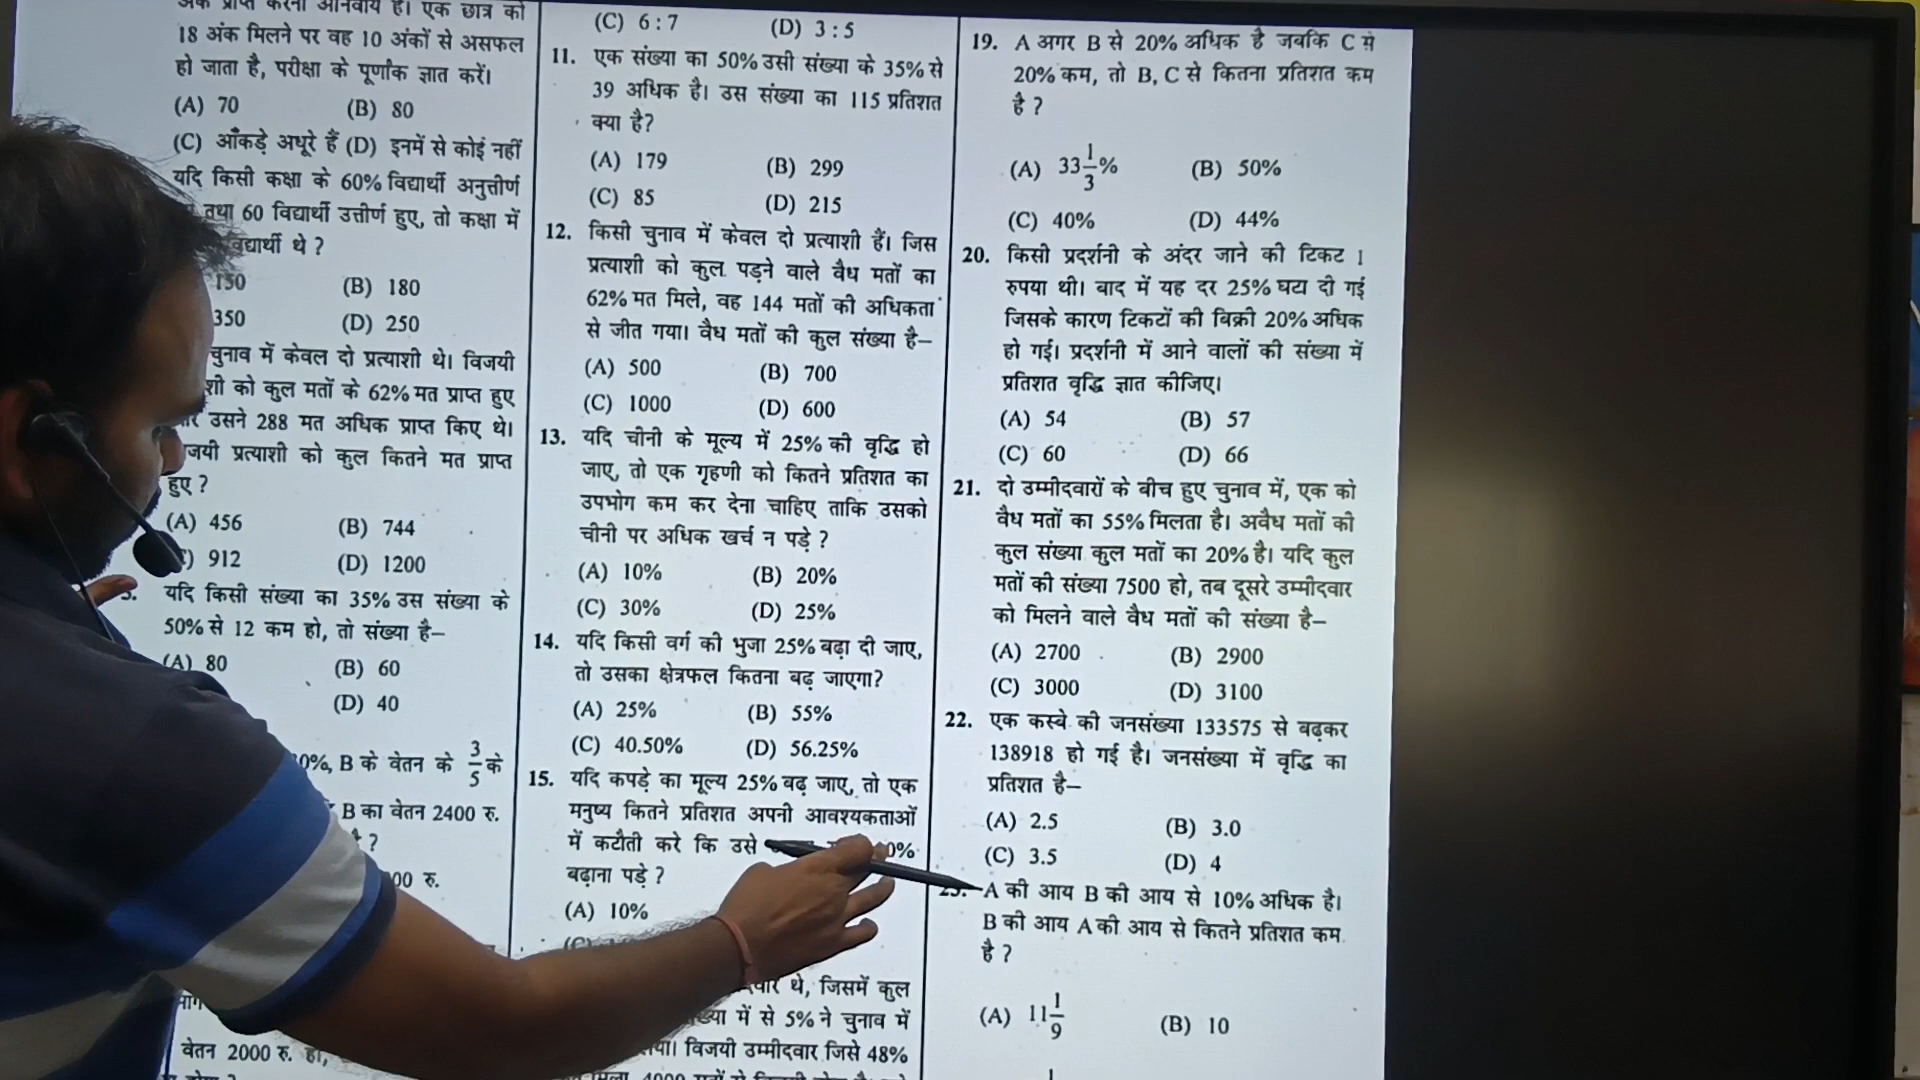 अंक प्राप्त करना अनिवार्य है। एक छात्र को
18 अंक मिलने पर वह 10 अंकों से असफल
हो जाता है, परीक्षा के पूर्णांक ज्ञात करें।
(A) 70 (B) 80
(C) आँकड़े अधूरे हैं (D) इनमें से कोई नहीं
यदि किसी कक्षा के 60% विद्यार्थी अनुत्तीर्ण
तथा 60 विद्यार्थी उत्तीर्ण हुए, तो कक्षा में
विद्यार्थी थे ?
150 (B) 180
350 (D) 250
चुनाव में केवल दो प्रत्याशी थे। विजयी
को कुल मतों के 62% मत प्राप्त हुए
उसने 288 मत अधिक प्राप्त किए थे।
प्रत्याशी को कुल कितने मत प्राप्त
हुए ?
(A) 456 (B) 744
912 (D) 1200
यदि किसी संख्या का 35% उस संख्या के
50% से 12 कम हो, तो संख्या है–
(A) 80 (B) 60
(D) 40
0%, B के वेतन के 3/5 के
B का वेतन 2400 रु.
?
00 रु.
वेतन 2000 रु. हो,
(C) 6 : 7 (D) 3 : 5
11. एक संख्या का 50% उसी संख्या के 35% से
39 अधिक है। उस संख्या का 115 प्रतिशत
क्या है?
(A) 179 (B) 299
(C) 85 (D) 215
12. किसी चुनाव में केवल दो प्रत्याशी हैं। जिस
प्रत्याशी को कुल पड़ने वाले वैध मतों का
62% मत मिले, वह 144 मतों की अधिकता
से जीत गया। वैध मतों की कुल संख्या है–
(A) 500 (B) 700
(C) 1000 (D) 600
13. यदि चीनी के मूल्य में 25% की वृद्धि हो
जाए, तो एक गृहणी को कितने प्रतिशत का
उपभोग कम कर देना चाहिए ताकि उसको
चीनी पर अधिक खर्च न पड़े ?
(A) 10% (B) 20%
(C) 30% (D) 25%
14. यदि किसी वर्ग की भुजा 25% बढ़ा दी जाए,
तो उसका क्षेत्रफल कितना बढ़ जाएगा?
(A) 25% (B) 55%
(C) 40.50% (D) 56.25%
15. यदि कपड़े का मूल्य 25% बढ़ जाए, तो एक
मनुष्य कितने प्रतिशत अपनी आवश्यकताओं
में कटौती करे कि उसे 0%
बढ़ाना पड़े ?
(A) 10%
थे, जिसमें कुल
में से 5% ने चुनाव में
विजयी उम्मीदवार जिसे 48%
19. A अगर B से 20% अधिक है जबकि C से
20% कम, तो B, C से कितना प्रतिशत कम
है ?
(A) 33 1/3% (B) 50%
(C) 40% (D) 44%
20. किसी प्रदर्शनी के अंदर जाने की टिकट 1
रुपया थी। बाद में यह दर 25% घटा दी गई
जिसके कारण टिकटों की बिक्री 20% अधिक
हो गई। प्रदर्शनी में आने वालों की संख्या में
प्रतिशत वृद्धि ज्ञात कीजिए।
(A) 54 (B) 57
(C) 60 (D) 66
21. दो उम्मीदवारों के बीच हुए चुनाव में, एक को
वैध मतों का 55% मिलता है। अवैध मतों की
कुल संख्या कुल मतों का 20% है। यदि कुल
मतों की संख्या 7500 हो, तब दूसरे उम्मीदवार
को मिलने वाले वैध मतों की संख्या है–
(A) 2700 (B) 2900
(C) 3000 (D) 3100
22. एक कस्बे की जनसंख्या 133575 से बढ़कर
138918 हो गई है। जनसंख्या में वृद्धि का
प्रतिशत है–
(A) 2.5 (B) 3.0
(C) 3.5 (D) 4
23. A की आय B की आय से 10% अधिक है।
B की आय A की आय से कितने प्रतिशत कम
है ?
(A) 11 1/9 (B) 10